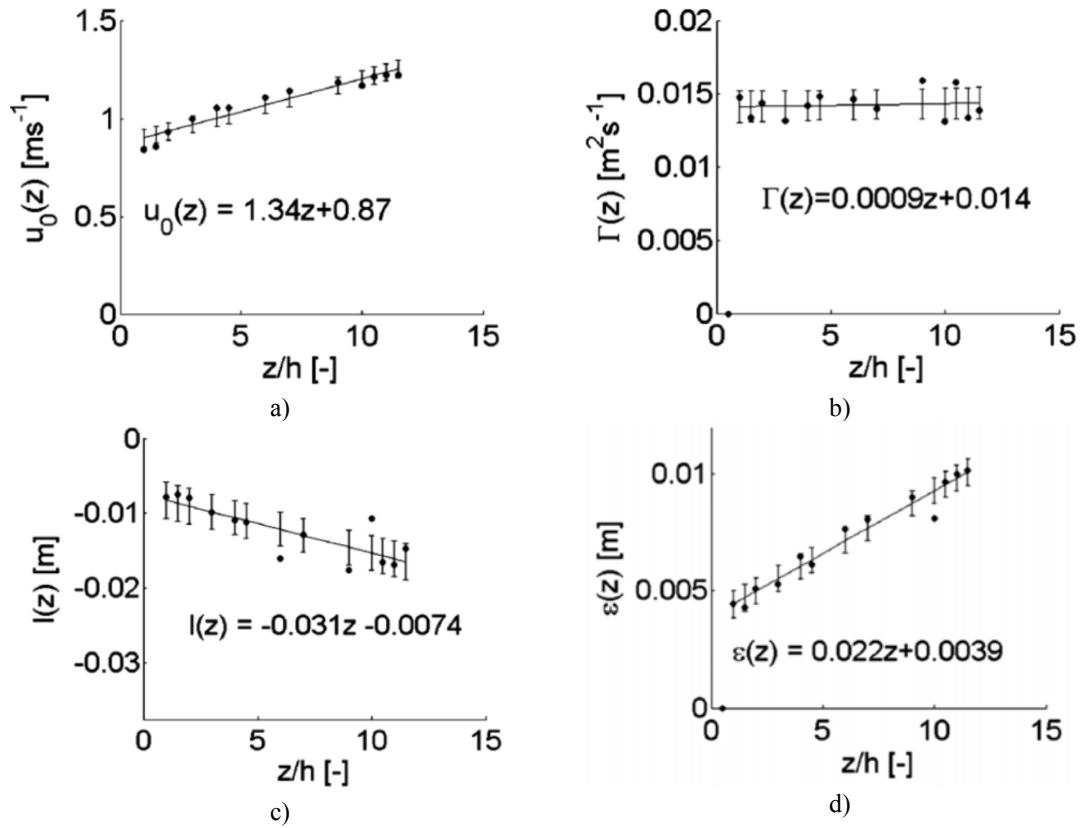 1.5
1
0.5
0
u₀(z) [ms⁻¹]
u₀(z) = 1.34z+0.87
0 5 10 15
z/h [-]
a)
0.02
0.015
0.01
0.005
0
Γ(z) [m²s⁻¹]
Γ(z)=0.0009z+0.014
0 5 10 15
z/h [-]
b)
0
-0.01
-0.02
-0.03
l(z) [m]
l(z) = -0.031z -0.0074
0 5 10 15
z/h [-]
c)
0.01
0.005
0
ε(z) [m]
ε(z) = 0.022z+0.0039
0 5 10 15
z/h [-]
d)